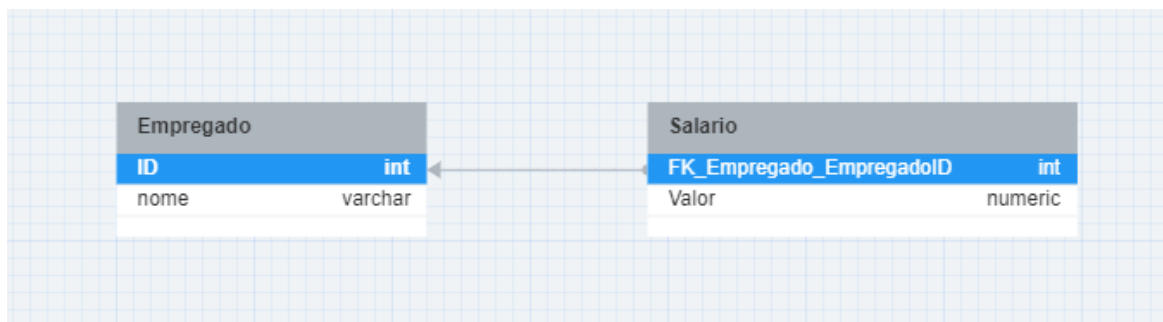 Empregado
ID int
nome varchar
Salario
FK_Empregado_EmpregadoID int
Valor numeric